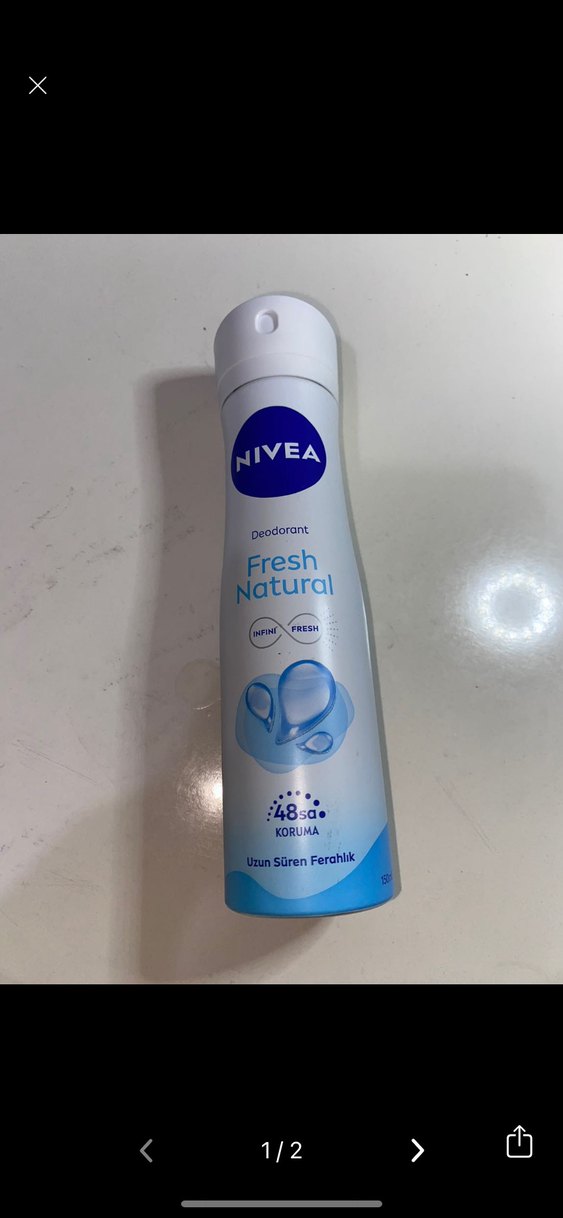 NIVEA
Deodorant
Fresh
Natural
INFINI FRESH
48sa
KORUMA
Uzun Süren Ferahlık
1 / 2